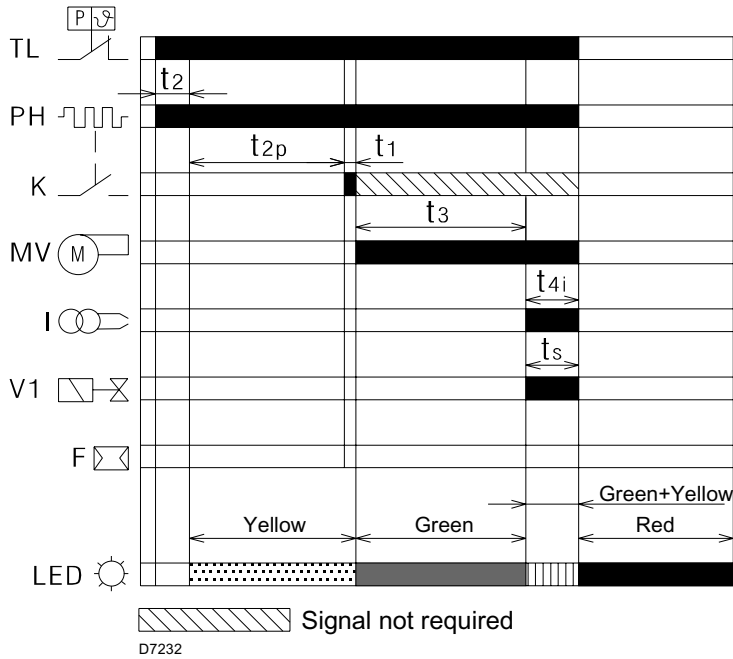 P ϑ
TL
t2
PH
t2p t1
K
t3
MV M
t4i
I
ts
V1
F
Green+Yellow
Yellow Green Red
LED
Signal not required
D7232